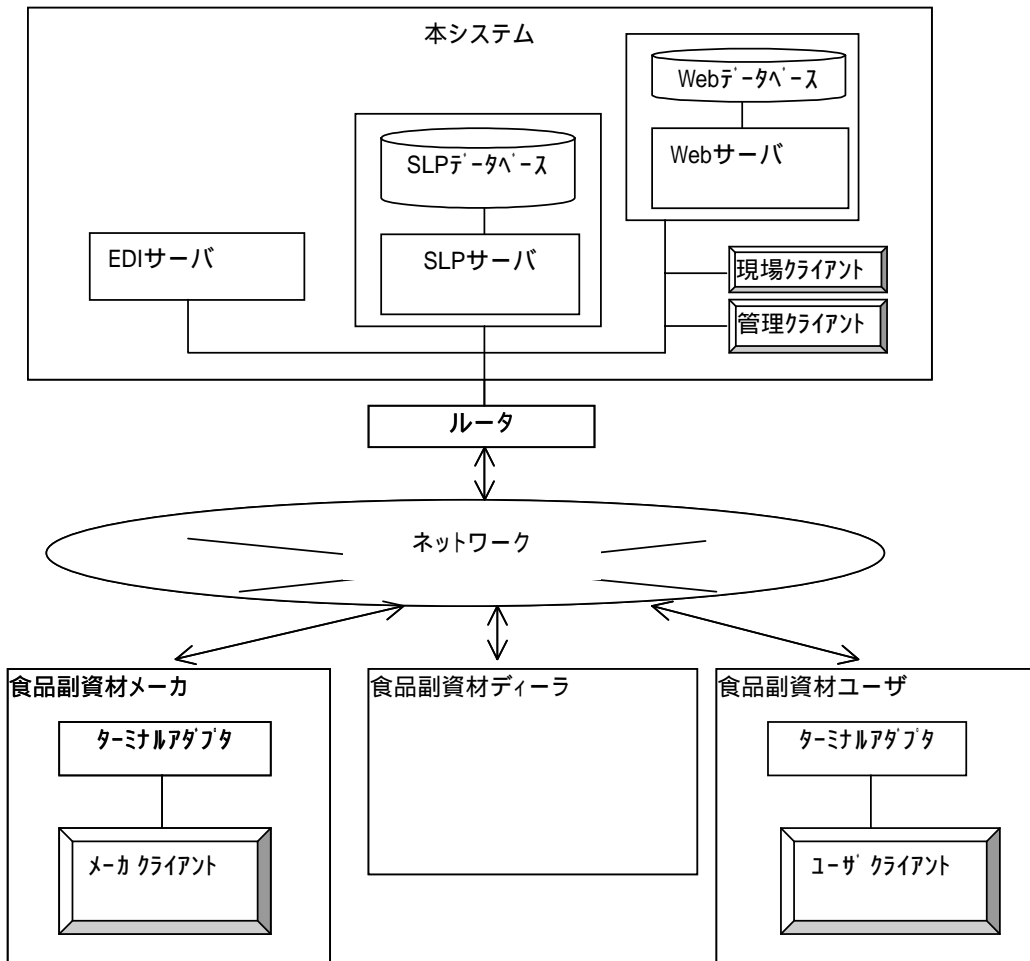 本システム
Webデータベース
Webサーバ
SLPデータベース
SLPサーバ
EDIサーバ
現場クライアント
管理クライアント
ルータ
ネットワーク
食品副資材メーカ
ターミナルアダプタ
メーカ クライアント
食品副資材ディーラ
食品副資材ユーザ
ターミナルアダプタ
ユーザ クライアント